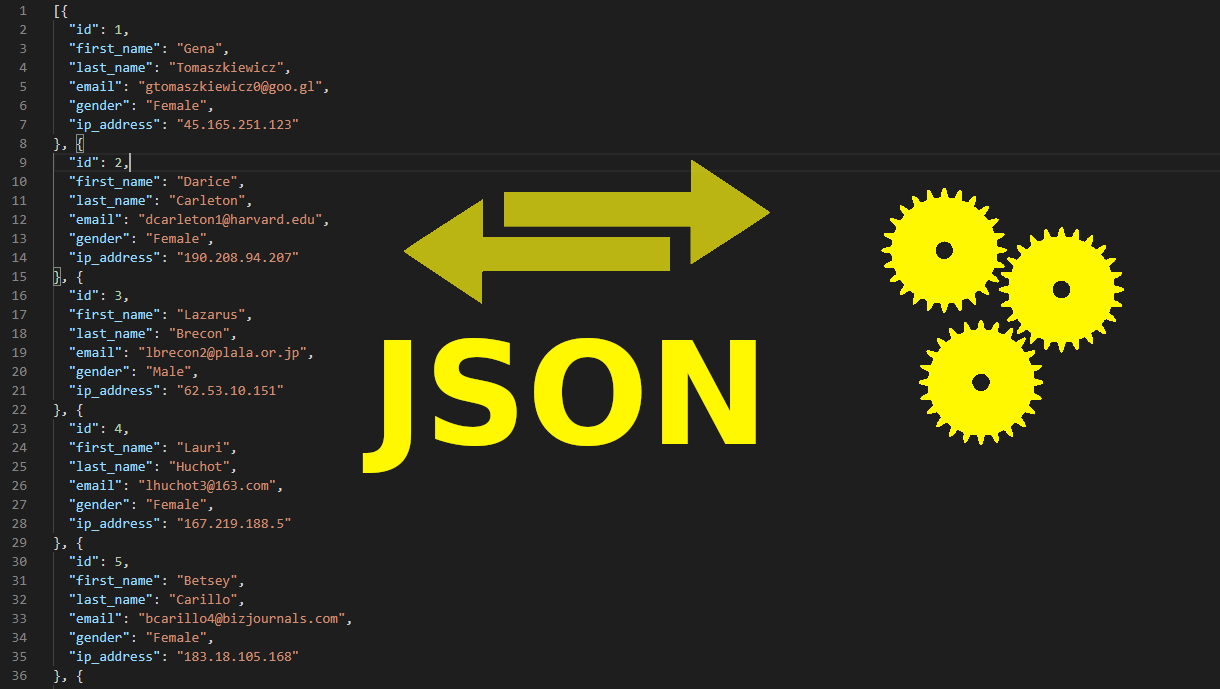 1 [{
2 "id": 1,
3 "first_name": "Gena",
4 "last_name": "Tomaszkiewicz",
5 "email": "gtomaszkiewicz0@goo.gl",
6 "gender": "Female",
7 "ip_address": "45.165.251.123"
8 }, {
9 "id": 2,
10 "first_name": "Darice",
11 "last_name": "Carleton",
12 "email": "dcarleton1@harvard.edu",
13 "gender": "Female",
14 "ip_address": "190.208.94.207"
15 }, {
16 "id": 3,
17 "first_name": "Lazarus",
18 "last_name": "Brecon",
19 "email": "lbrecon2@plala.or.jp",
20 "gender": "Male",
21 "ip_address": "62.53.10.151"
22 }, {
23 "id": 4,
24 "first_name": "Lauri",
25 "last_name": "Huchot",
26 "email": "lhuchot3@163.com",
27 "gender": "Female",
28 "ip_address": "167.219.188.5"
29 }, {
30 "id": 5,
31 "first_name": "Betsey",
32 "last_name": "Carillo",
33 "email": "bcarillo4@bizjournals.com",
34 "gender": "Female",
35 "ip_address": "183.18.105.168"
36 }, {
JSON